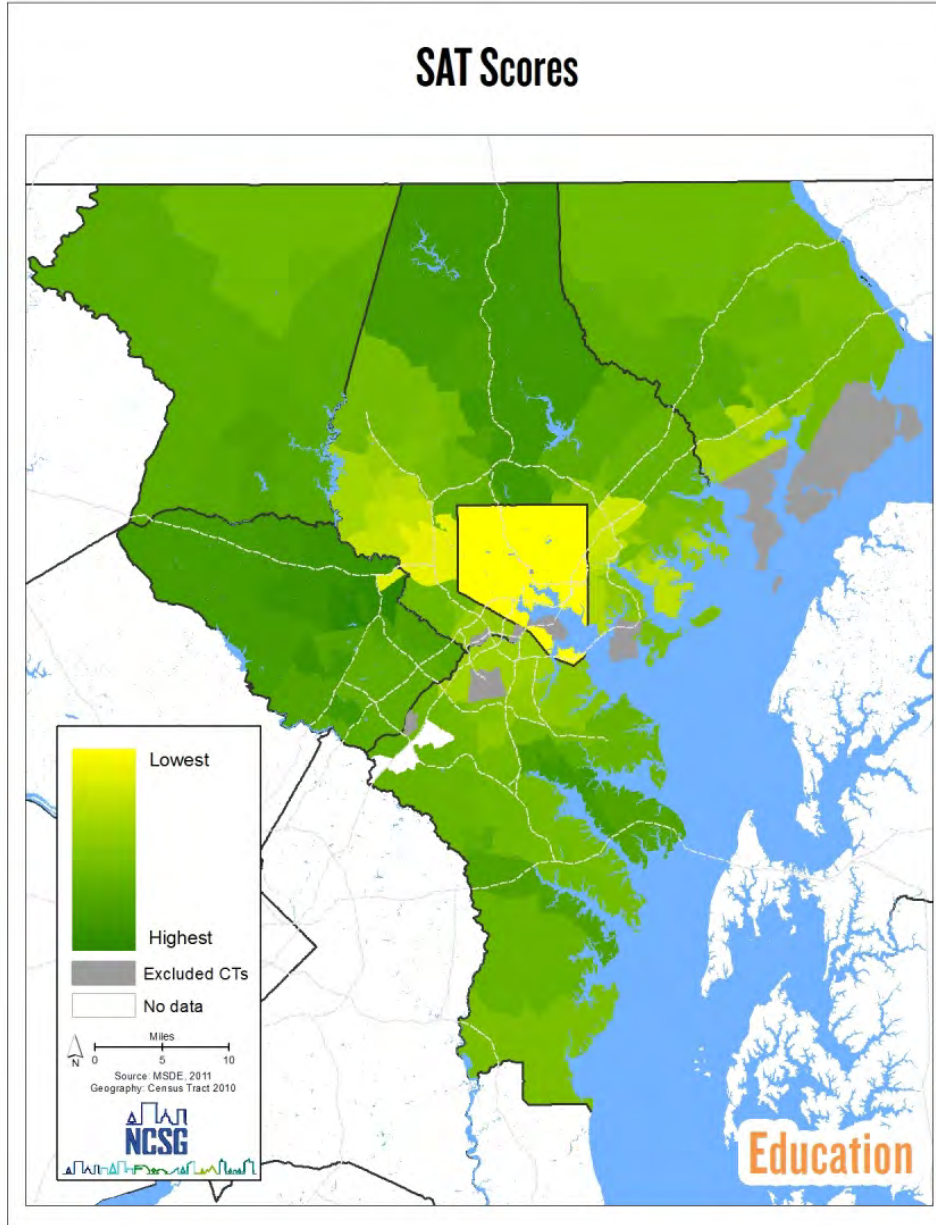 SAT Scores
Lowest
Highest
Excluded CTs
No data
Miles
N
0 5 10
Source: MSDE, 2011
Geography: Census Tract 2010
NCSG
Education